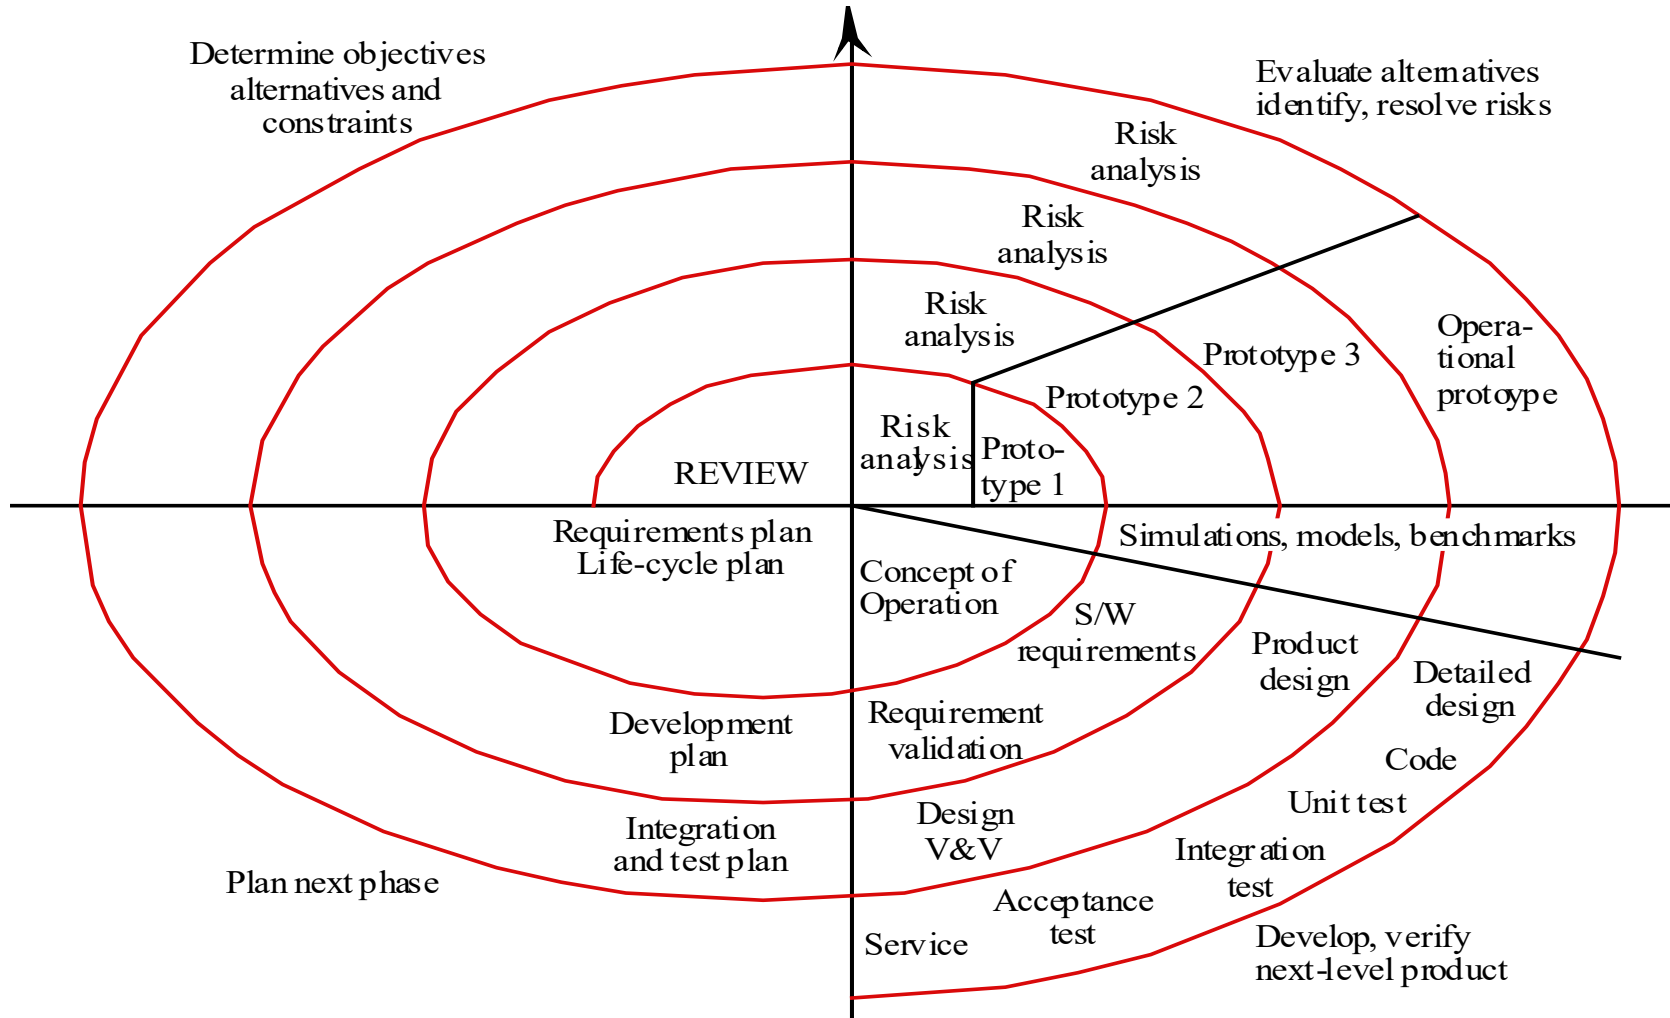 Determine objectives
alternatives and
constraints
Evaluate alternatives
identify, resolve risks
Risk
analysis
Risk
analysis
Risk
analysis
Risk
analysis
Proto-
type 1
Prototype 2
Prototype 3
Opera-
tional
protoype
REVIEW
Requirements plan
Life-cycle plan
Simulations, models, benchmarks
Concept of
Operation
S/W
requirements
Product
design
Detailed
design
Development
plan
Requirement
validation
Code
Unit test
Integration
and test plan
Design
V&V
Integration
test
Plan next phase
Acceptance
test
Service
Develop, verify
next-level product